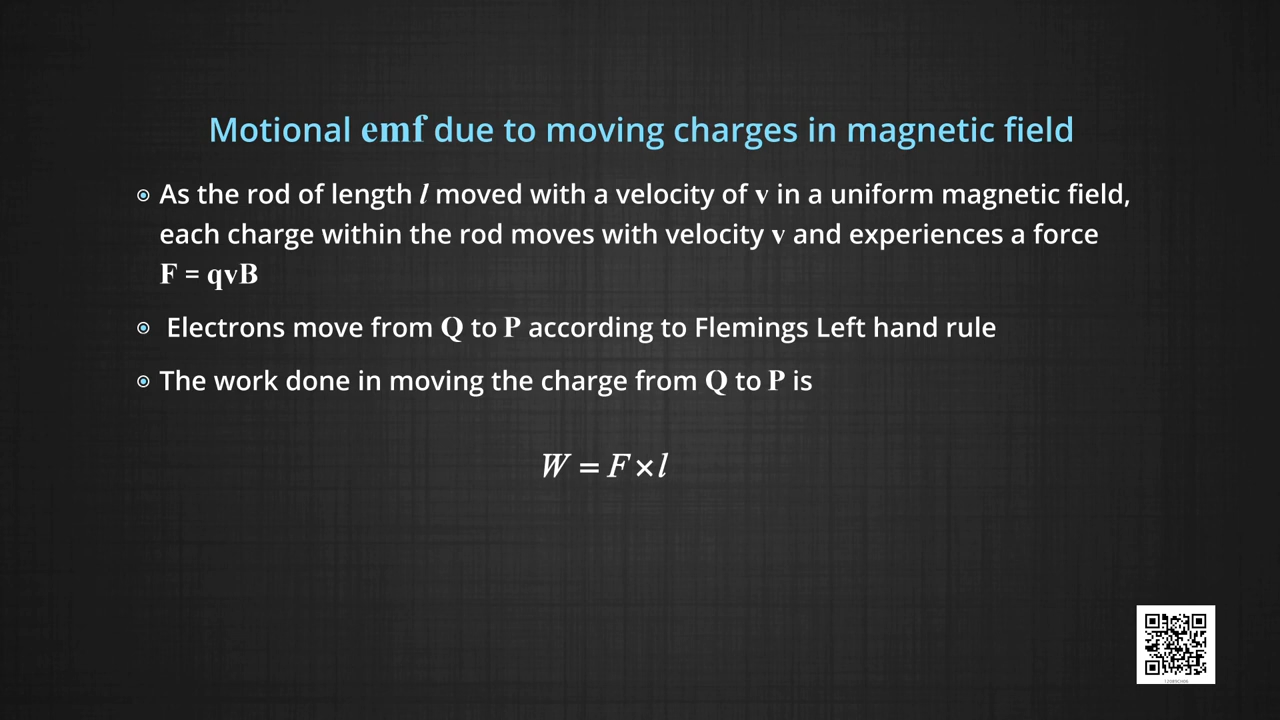 Motional emf due to moving charges in magnetic field
As the rod of length l moved with a velocity of v in a uniform magnetic field,
each charge within the rod moves with velocity v and experiences a force
F = qvB
Electrons move from Q to P according to Flemings Left hand rule
The work done in moving the charge from Q to P is
W = F × l